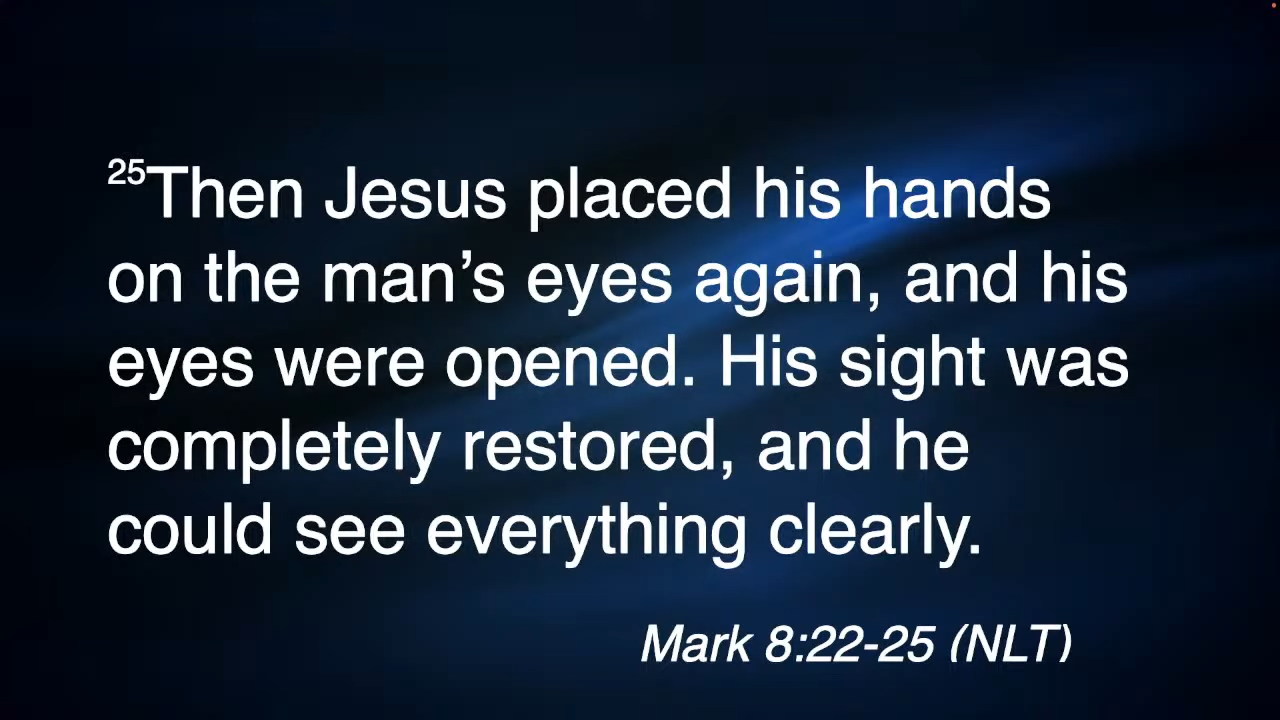 25Then Jesus placed his hands
on the man’s eyes again, and his
eyes were opened. His sight was
completely restored, and he
could see everything clearly.
Mark 8:22-25 (NLT)